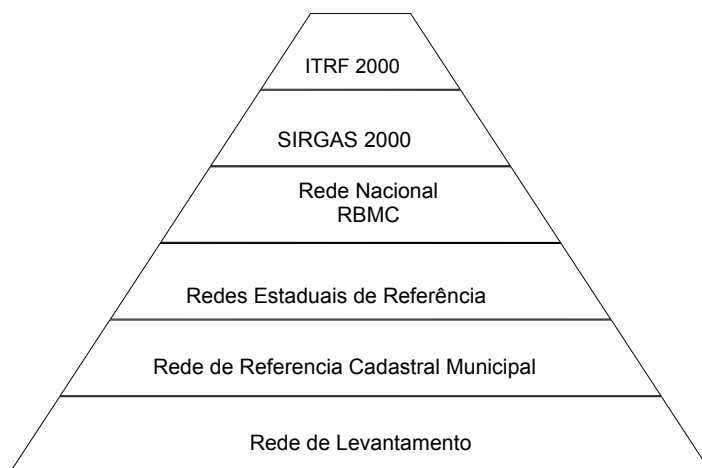 ITRF 2000
SIRGAS 2000
Rede Nacional
RBMC
Redes Estaduais de Referência
Rede de Referencia Cadastral Municipal
Rede de Levantamento